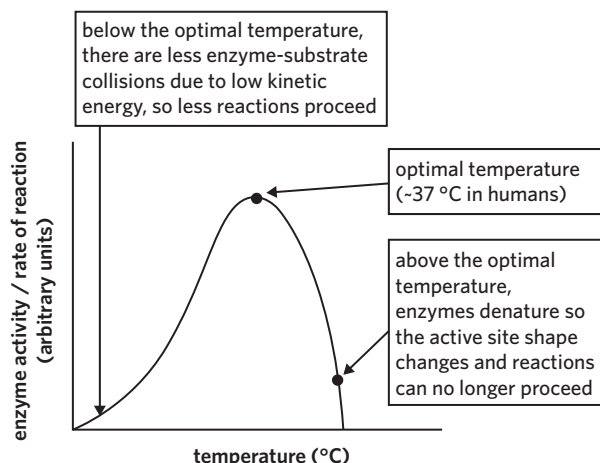 below the optimal temperature,
there are less enzyme-substrate
collisions due to low kinetic
energy, so less reactions proceed
optimal temperature
(~37 °C in humans)
above the optimal
temperature,
enzymes denature so
the active site shape
changes and reactions
can no longer proceed
enzyme activity / rate of reaction
(arbitrary units)
temperature (°C)